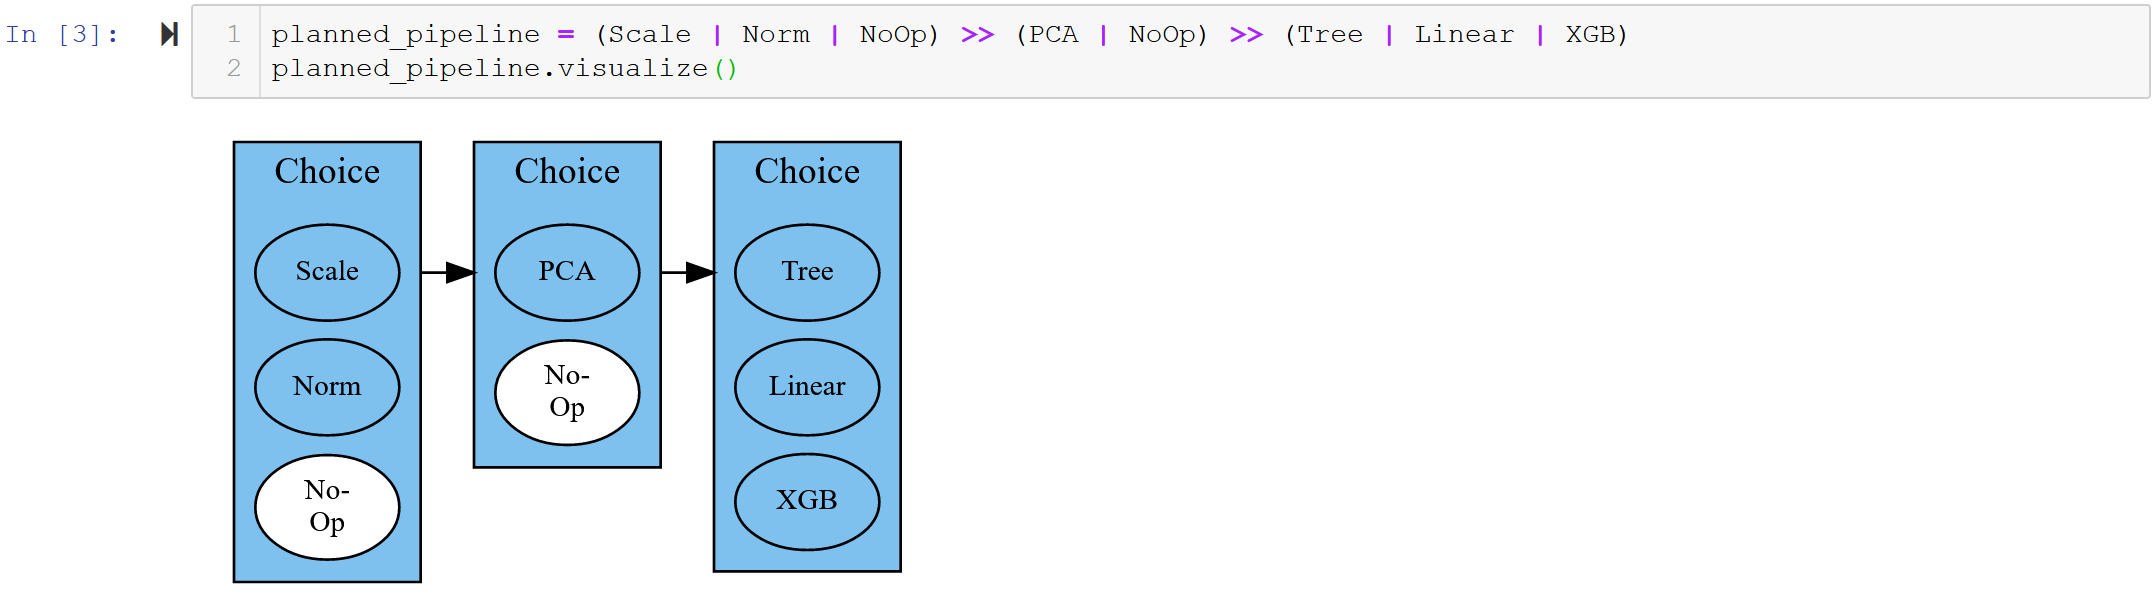 In [3]:
1 planned_pipeline = (Scale | Norm | NoOp) >> (PCA | NoOp) >> (Tree | Linear | XGB)
2 planned_pipeline.visualize()
Choice
Scale
Norm
No-
Op
Choice
PCA
No-
Op
Choice
Tree
Linear
XGB